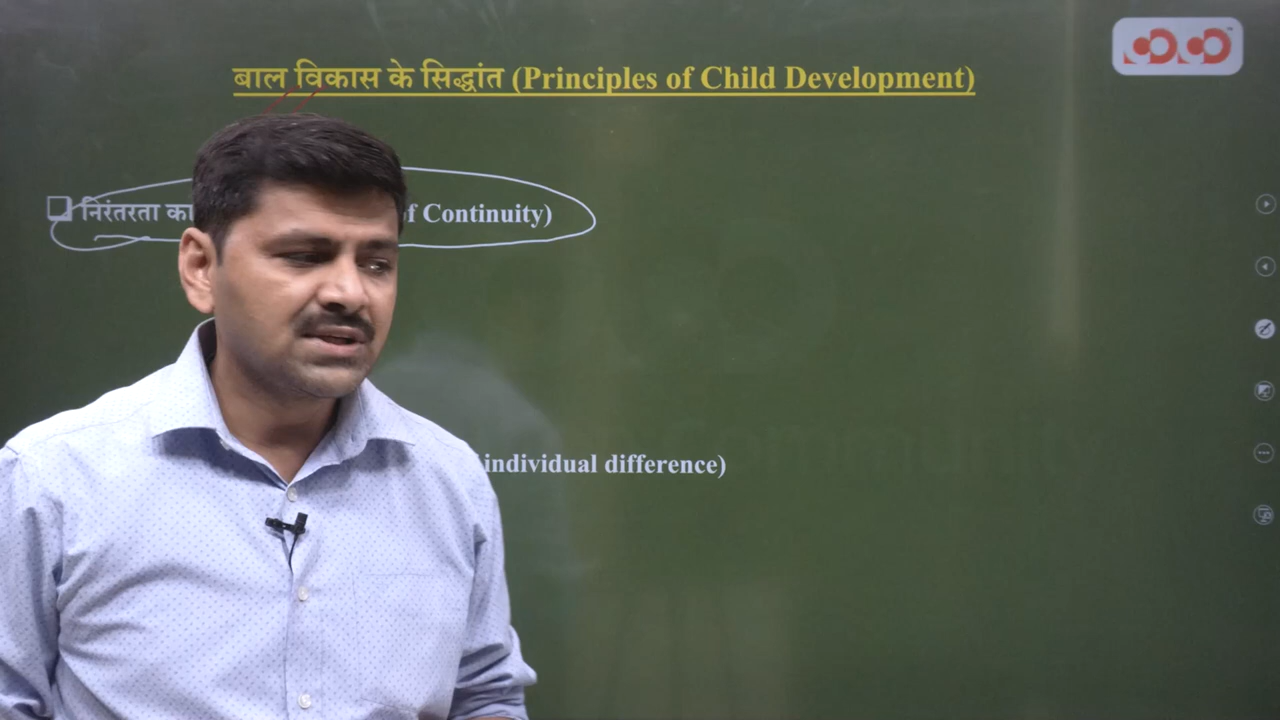 बाल विकास के सिद्धांत (Principles of Child Development)
निरंतरता का f Continuity)
individual difference)